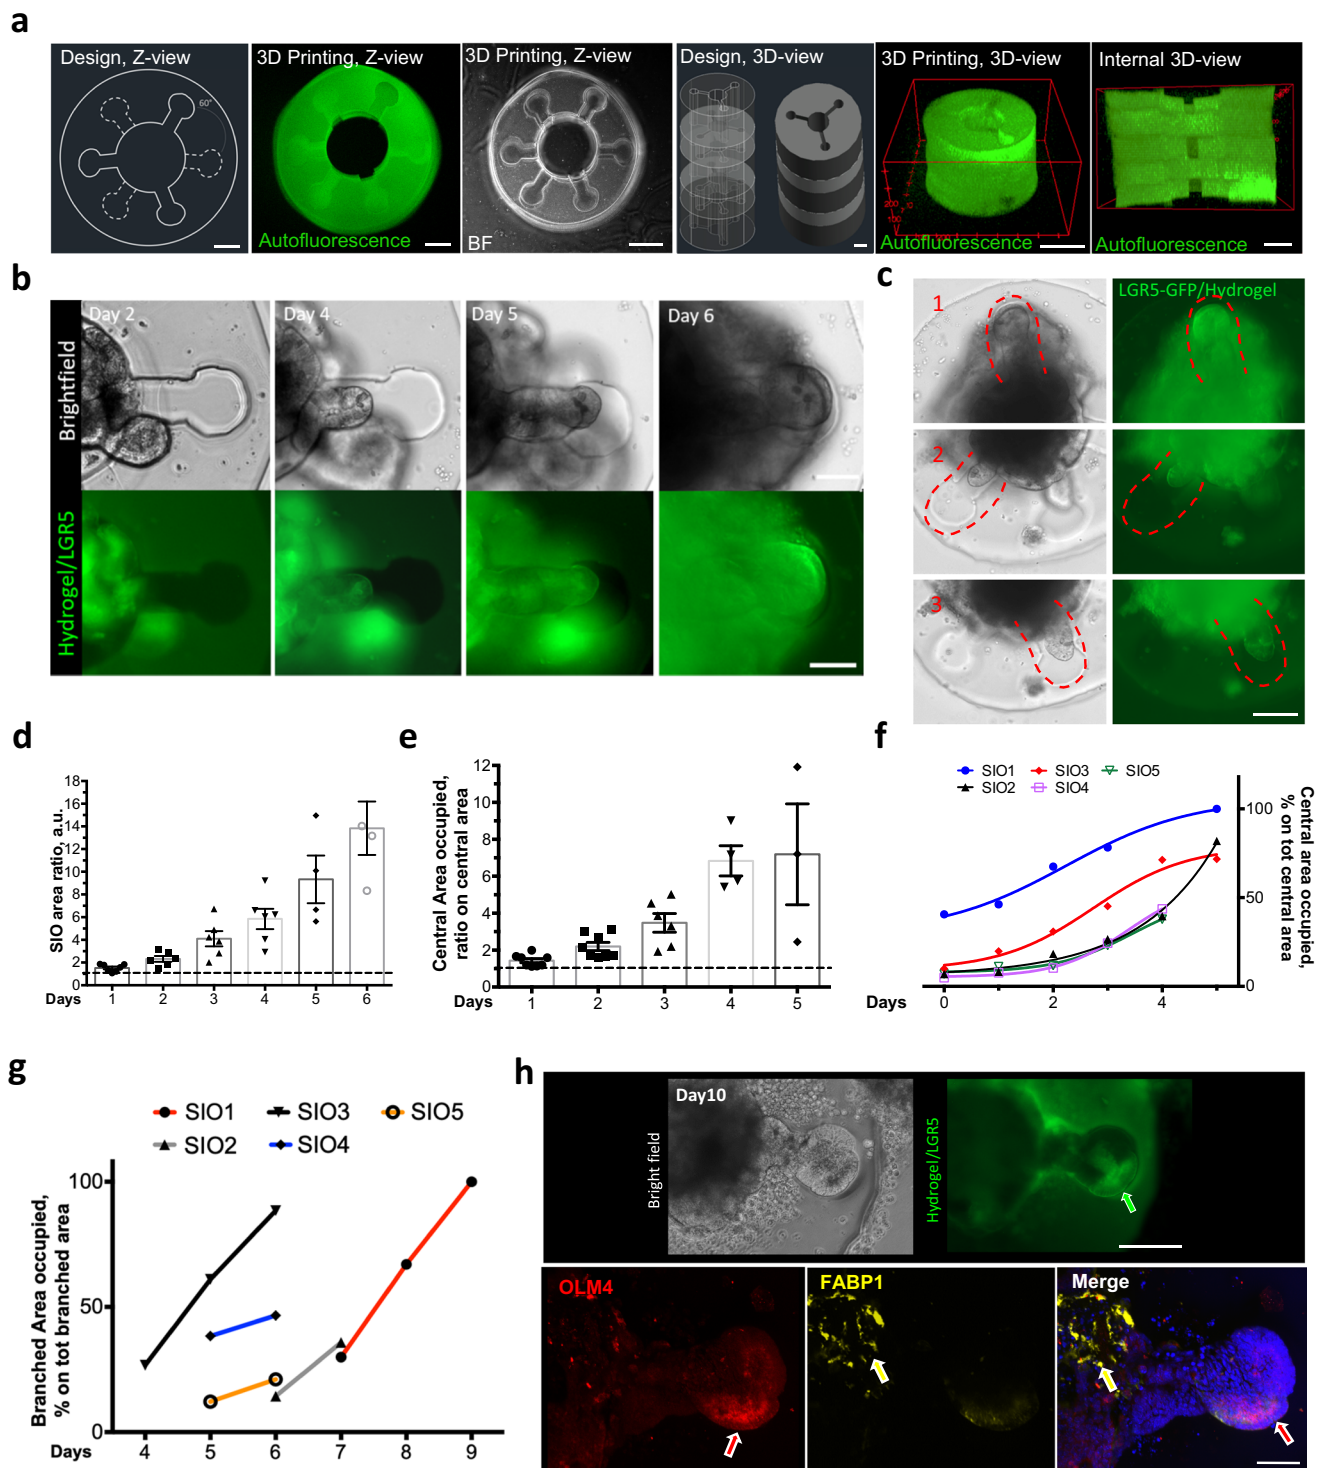 a
Design, Z-view
60°
3D Printing, Z-view
Autofluorescence
3D Printing, Z-view
BF
Design, 3D-view
3D Printing, 3D-view
Autofluorescence
Internal 3D-view
Autofluorescence
b
Brightfield
Hydrogel/LGR5
Day 2
Day 4
Day 5
Day 6
c
1
LGR5-GFP/Hydrogel
2
3
d
SIO area ratio, a.u.
18
16
14
12
10
8
6
4
2
0
Days 1 2 3 4 5 6
e
Central Area occupied,
ratio on central area
12
10
8
6
4
2
0
Days 1 2 3 4 5
f
SIO1 SIO3 SIO5
SIO2 SIO4
Central area occupied,
% on tot central area
100
50
0
Days 0 2 4
g
SIO1 SIO3 SIO5
SIO2 SIO4
Branched Area occupied,
% on tot branched area
100
50
0
Days 4 5 6 7 8 9
h
Bright field
Day10
Hydrogel/LGR5
OLM4
FABP1
Merge